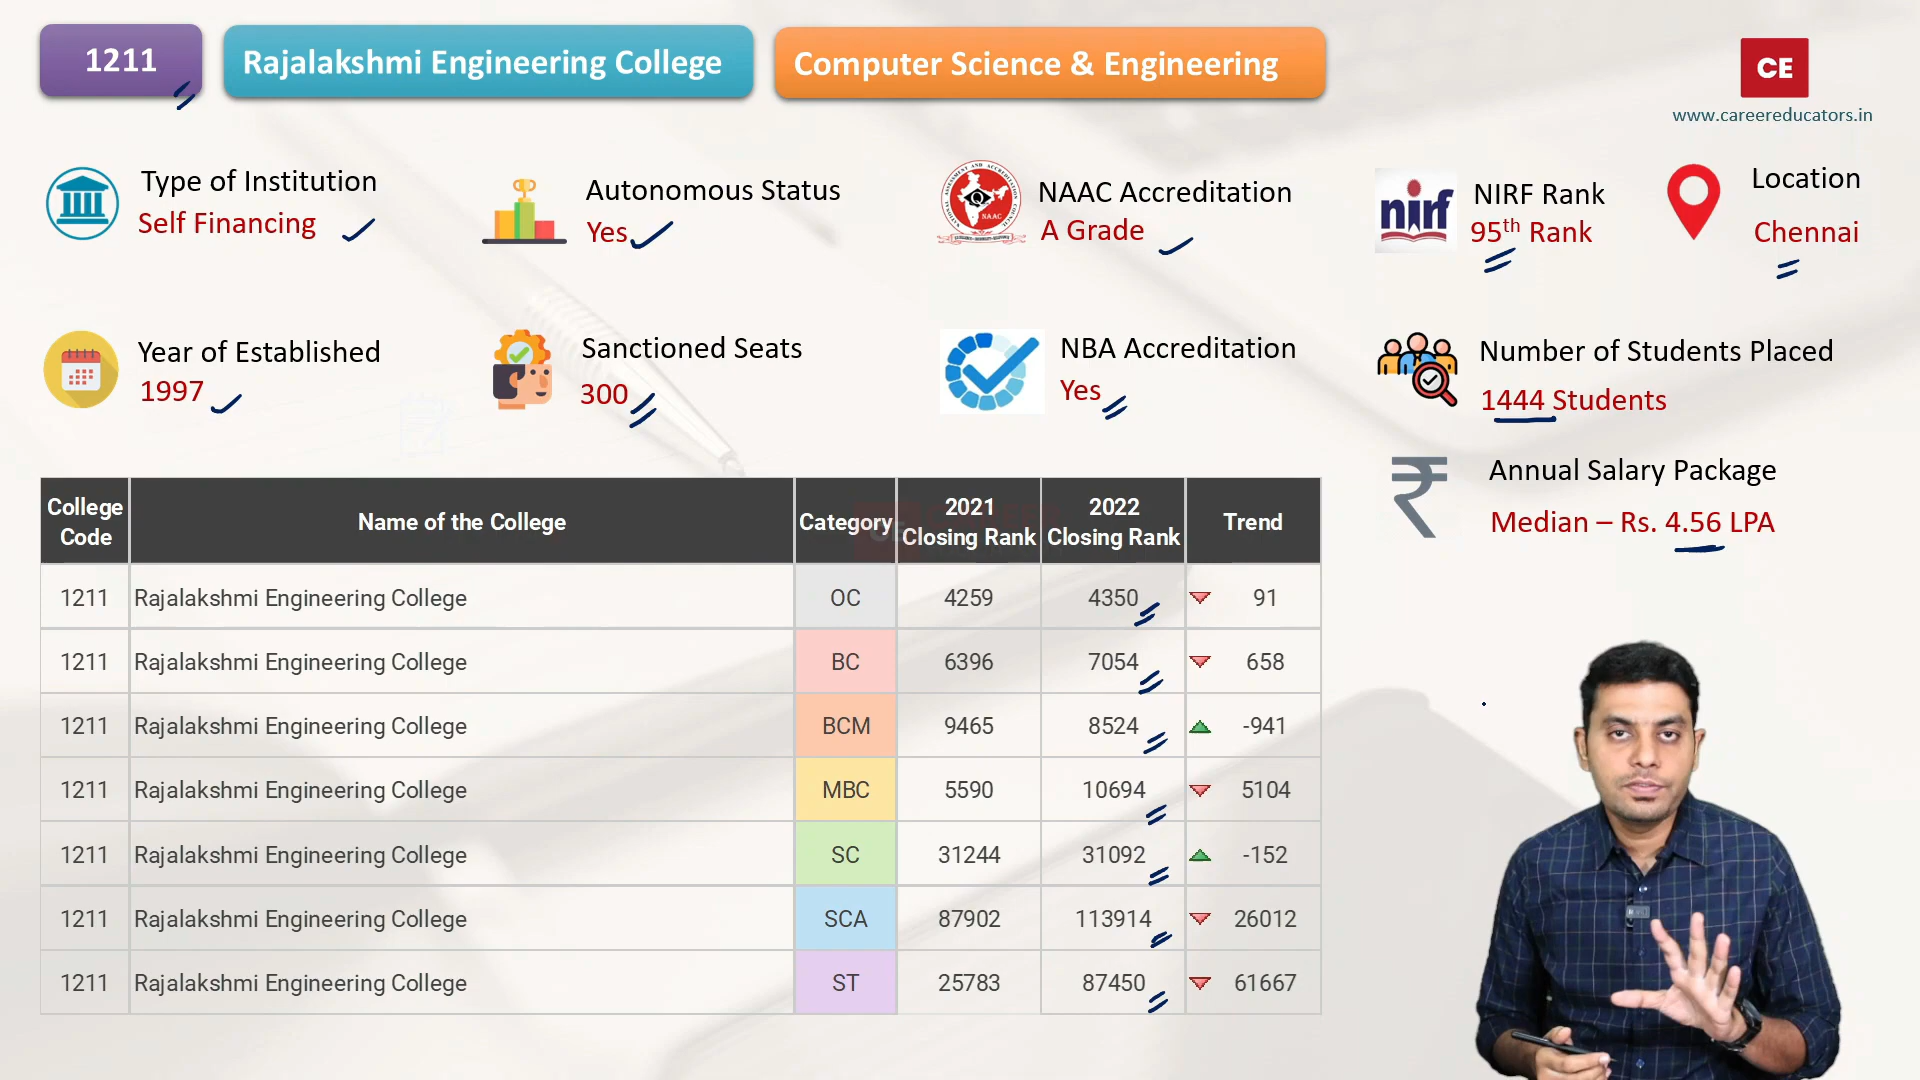 1211
Rajalakshmi Engineering College
Computer Science & Engineering
CE
www.careereducators.in
Type of Institution
Self Financing
Autonomous Status
Yes
NAAC
NAAC Accreditation
A Grade
nirf
NIRF Rank
95th Rank
Location
Chennai
Year of Established
1997
Sanctioned Seats
300
NBA Accreditation
Yes
Number of Students Placed
1444 Students
Annual Salary Package
Median – Rs. 4.56 LPA
College Code Name of the College Category 2021 Closing Rank 2022 Closing Rank Trend
1211 Rajalakshmi Engineering College OC 4259 4350 91
1211 Rajalakshmi Engineering College BC 6396 7054 658
1211 Rajalakshmi Engineering College BCM 9465 8524 -941
1211 Rajalakshmi Engineering College MBC 5590 10694 5104
1211 Rajalakshmi Engineering College SC 31244 31092 -152
1211 Rajalakshmi Engineering College SCA 87902 113914 26012
1211 Rajalakshmi Engineering College ST 25783 87450 61667